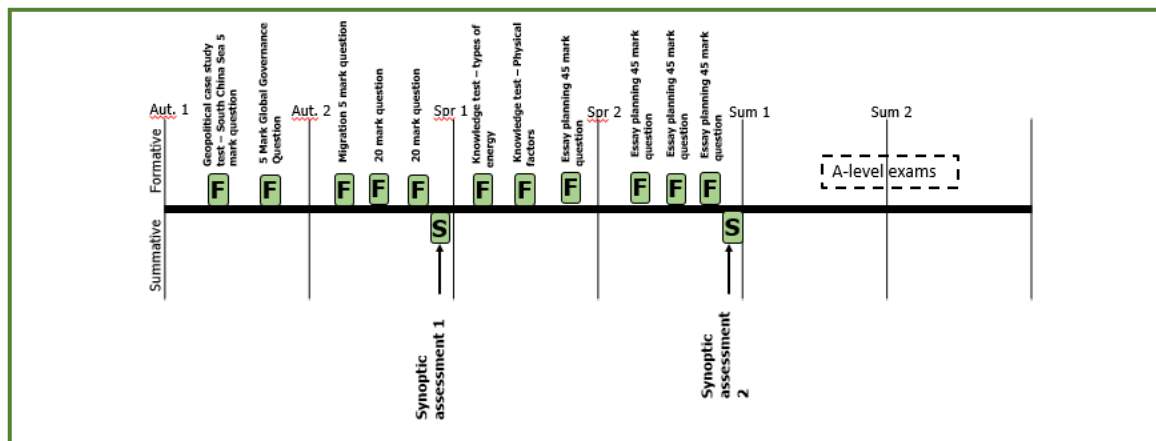 Aut. 1
Geopolitical case study
test – South China Sea 5
mark question
5 Mark Global Governance
Question
Aut. 2
Migration 5 mark question
20 mark question
20 mark question
Spr 1
Knowledge test – types of
energy
Knowledge test – Physical
factors
Essay planning 45 mark
question
Spr 2
Essay planning 45 mark
question
Essay planning 45 mark
question
Essay planning 45 mark
question
Sum 1
Sum 2
Formative
F
F
F
F
F
F
F
F
F
F
F
A-level exams
Summative
S
S
Synoptic
assessment 1
Synoptic
assessment
2